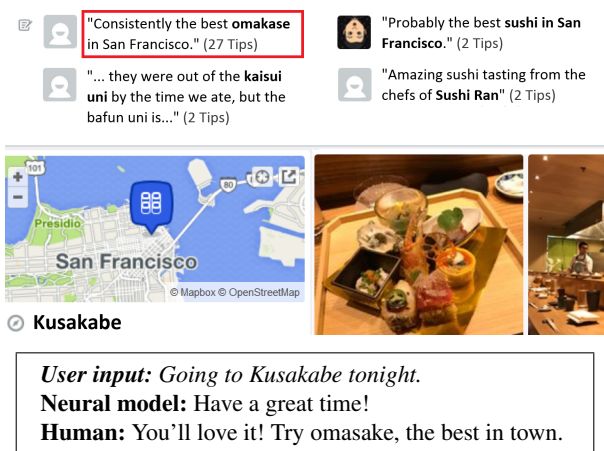 "Consistently the best omakase
in San Francisco." (27 Tips)
"... they were out of the kaisui
uni by the time we ate, but the
bafun uni is..." (2 Tips)
"Probably the best sushi in San
Francisco." (2 Tips)
"Amazing sushi tasting from the
chefs of Sushi Ran" (2 Tips)
101
+
−
80
Presidio
San Francisco
© Mapbox © OpenStreetMap
Kusakabe
User input: Going to Kusakabe tonight.
Neural model: Have a great time!
Human: You'll love it! Try omasake, the best in town.